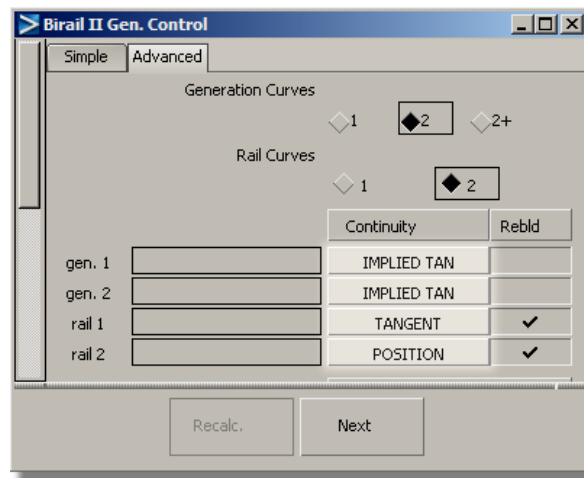 Birail II Gen. Control
Simple Advanced
Generation Curves
1 2 2+
Rail Curves
1 2
Continuity Rebld
gen. 1 IMPLIED TAN
gen. 2 IMPLIED TAN
rail 1 TANGENT
rail 2 POSITION
Recalc. Next